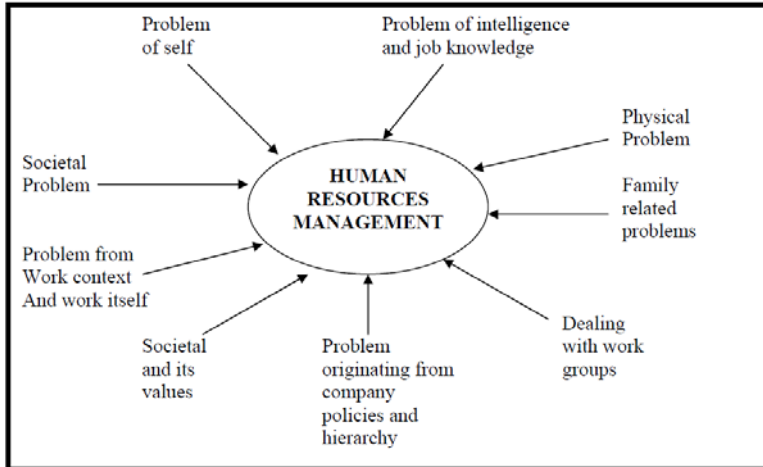 Problem
of self
Problem of intelligence
and job knowledge
Physical
Problem
Societal
Problem
HUMAN
RESOURCES
MANAGEMENT
Family
related
problems
Problem from
Work context
And work itself
Societal
and its
values
Problem
originating from
company
policies and
hierarchy
Dealing
with work
groups